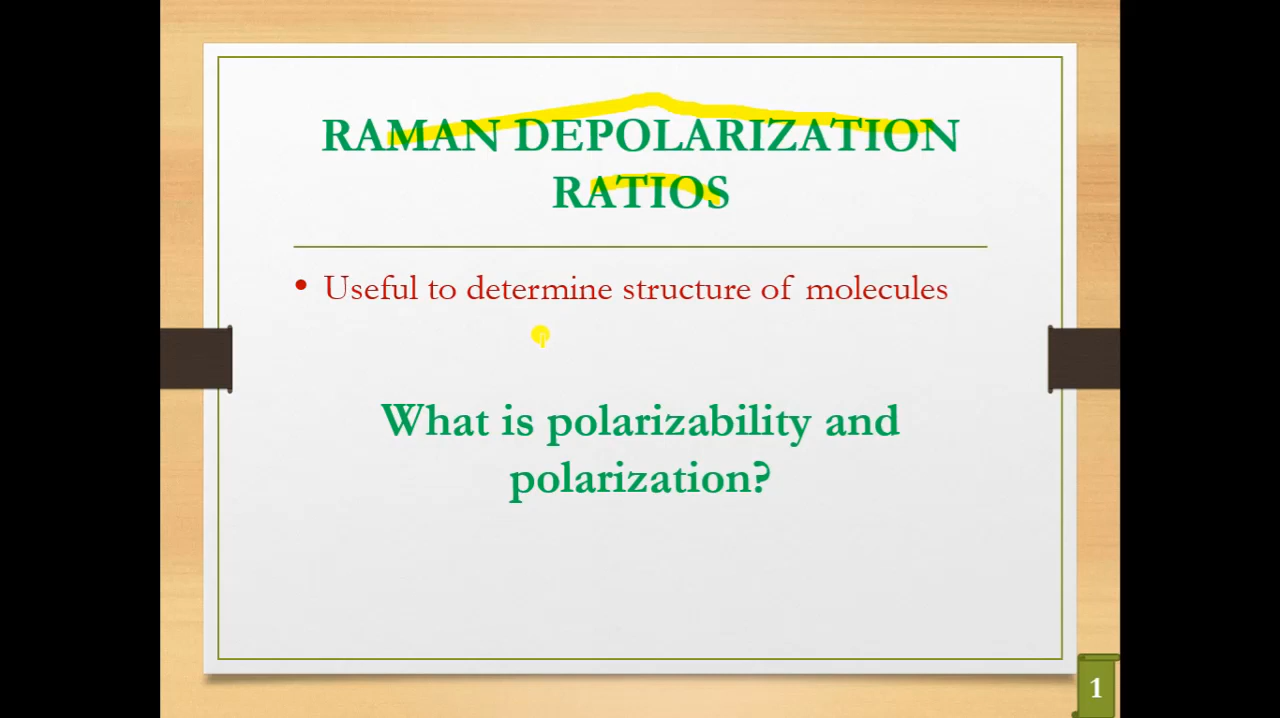 RAMAN DEPOLARIZATION
RATIOS
• Useful to determine structure of molecules
What is polarizability and
polarization?
1